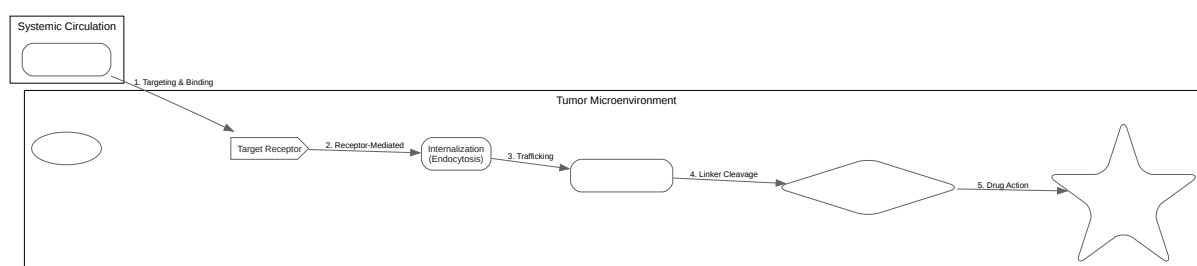 Systemic Circulation
1. Targeting & Binding
Tumor Microenvironment
Target Receptor
2. Receptor-Mediated
Internalization
(Endocytosis)
3. Trafficking
4. Linker Cleavage
5. Drug Action